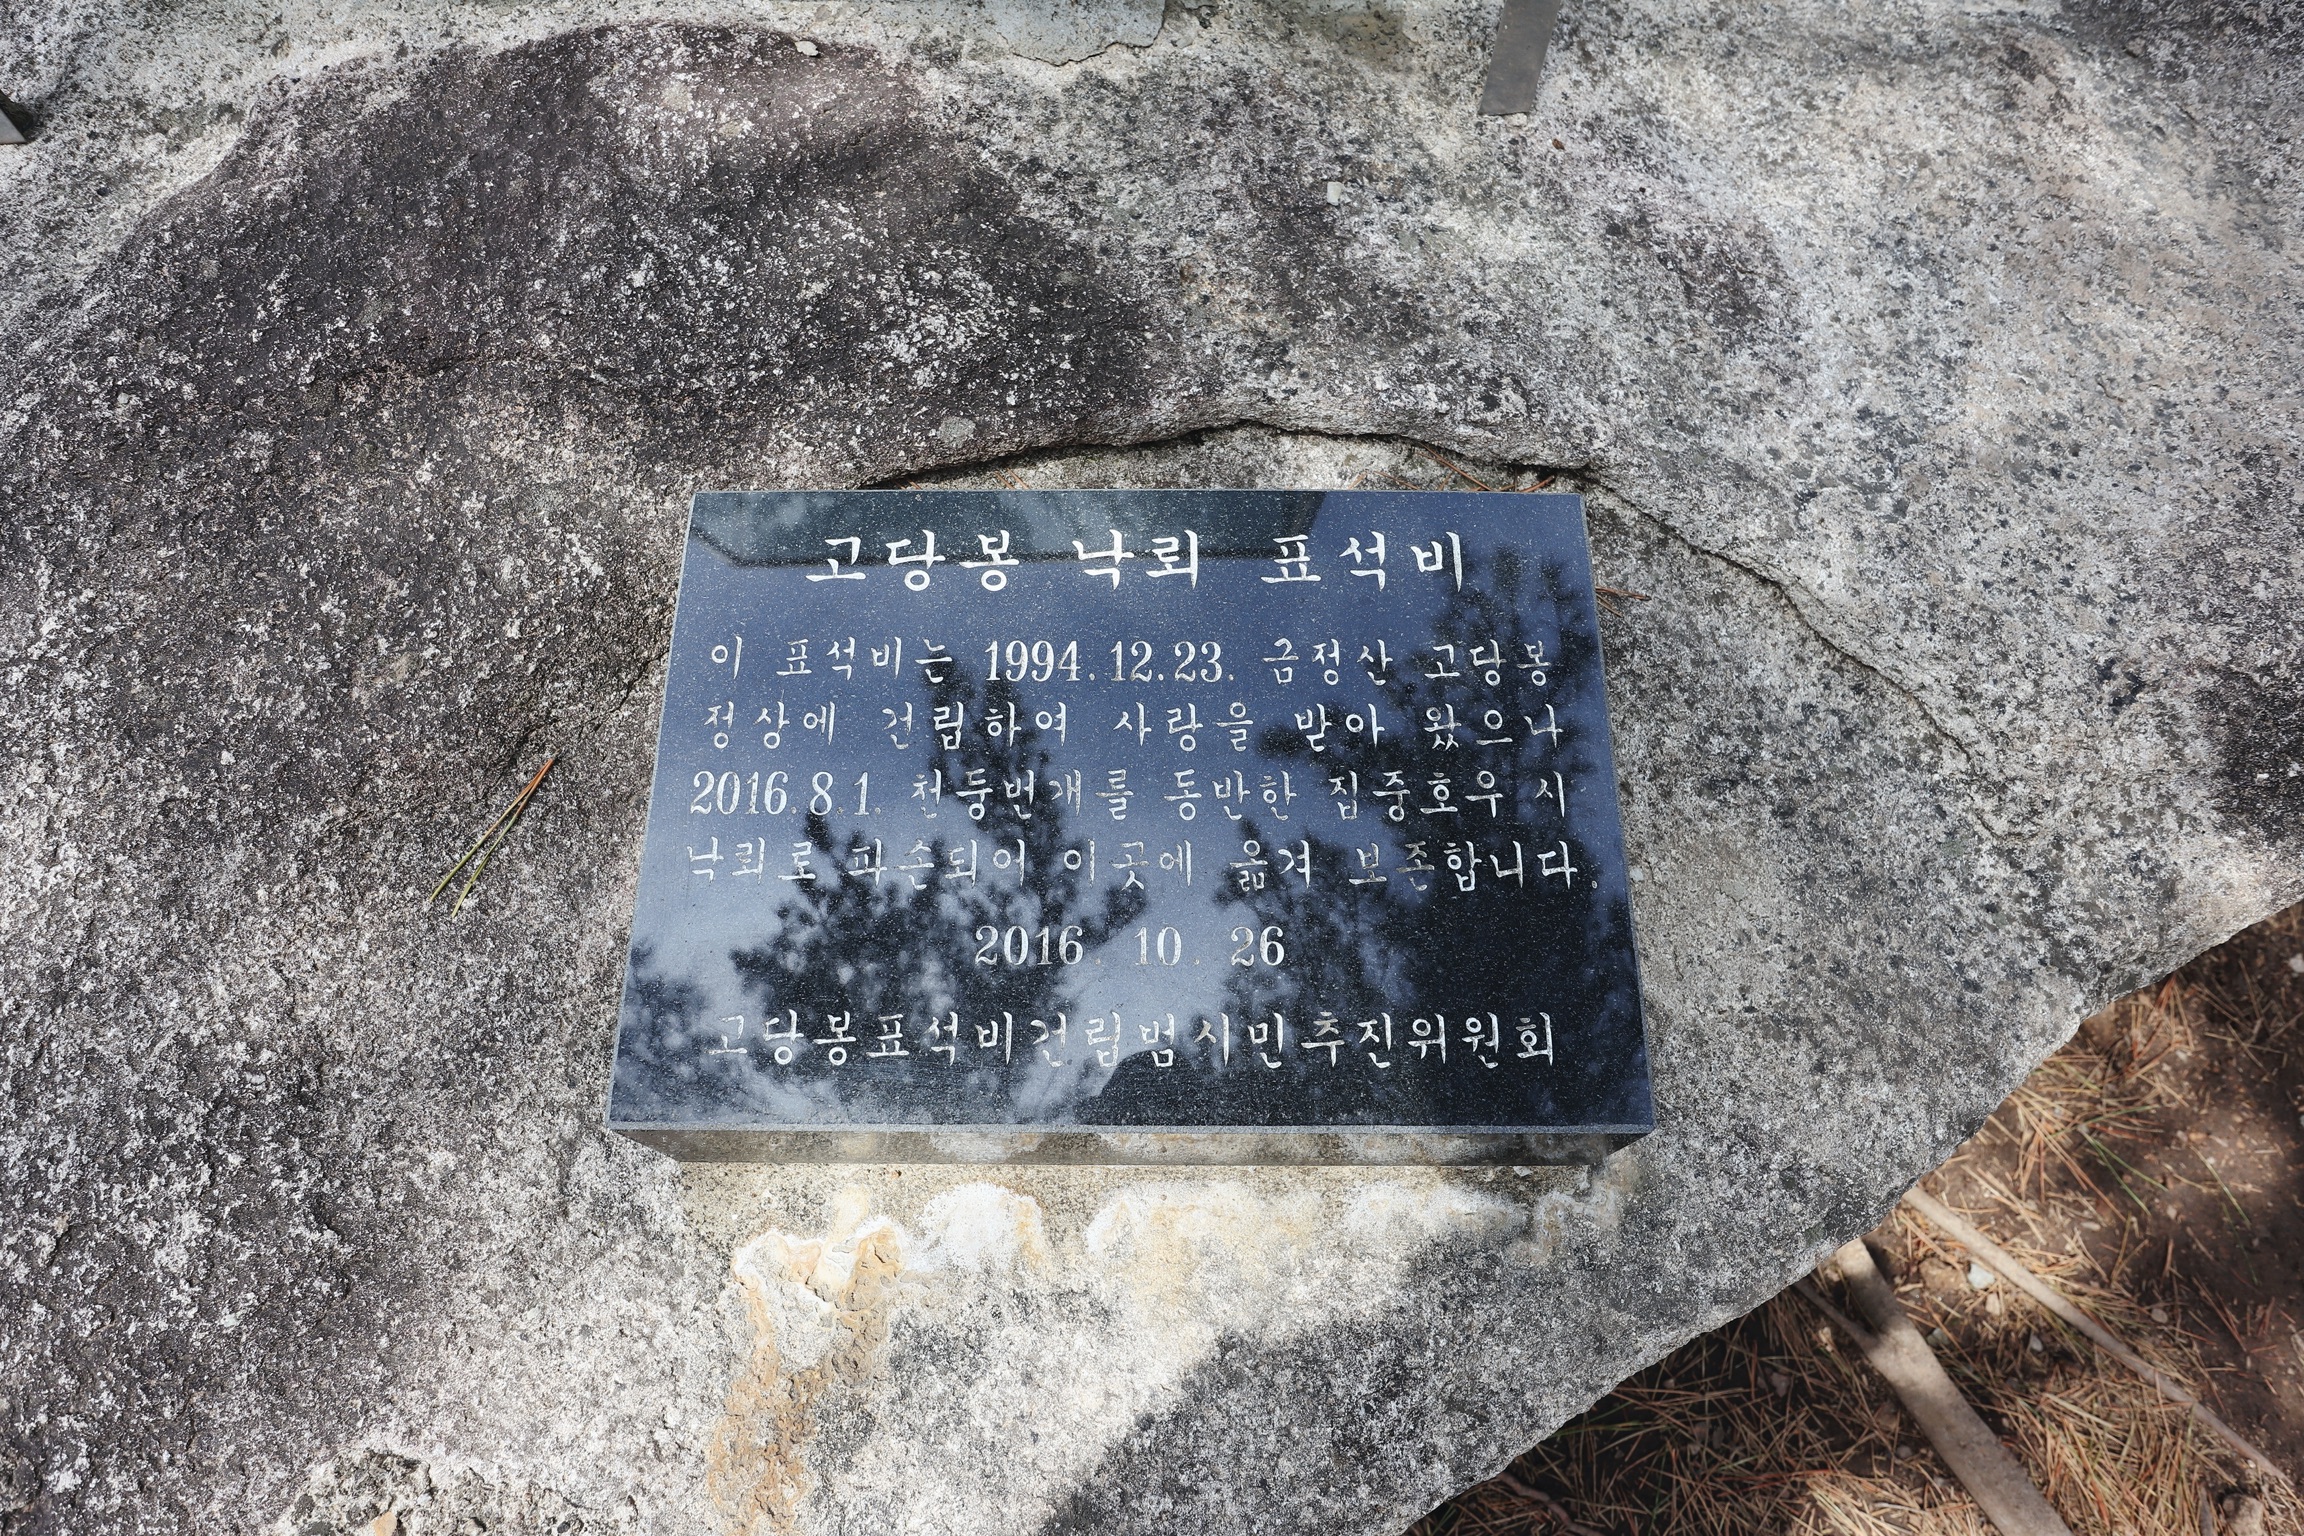 고당봉 낙뢰 표석비
이 표석비는 1994.12.23. 금정산 고당봉
정상에 건립하여 사랑을 받아 왔으나
2016.8.1. 천둥번개를 동반한 집중호우 시
낙뢰로 파손되어 이곳에 옮겨 보존합니다.
2016. 10. 26
고당봉표석비건립범시민추진위원회